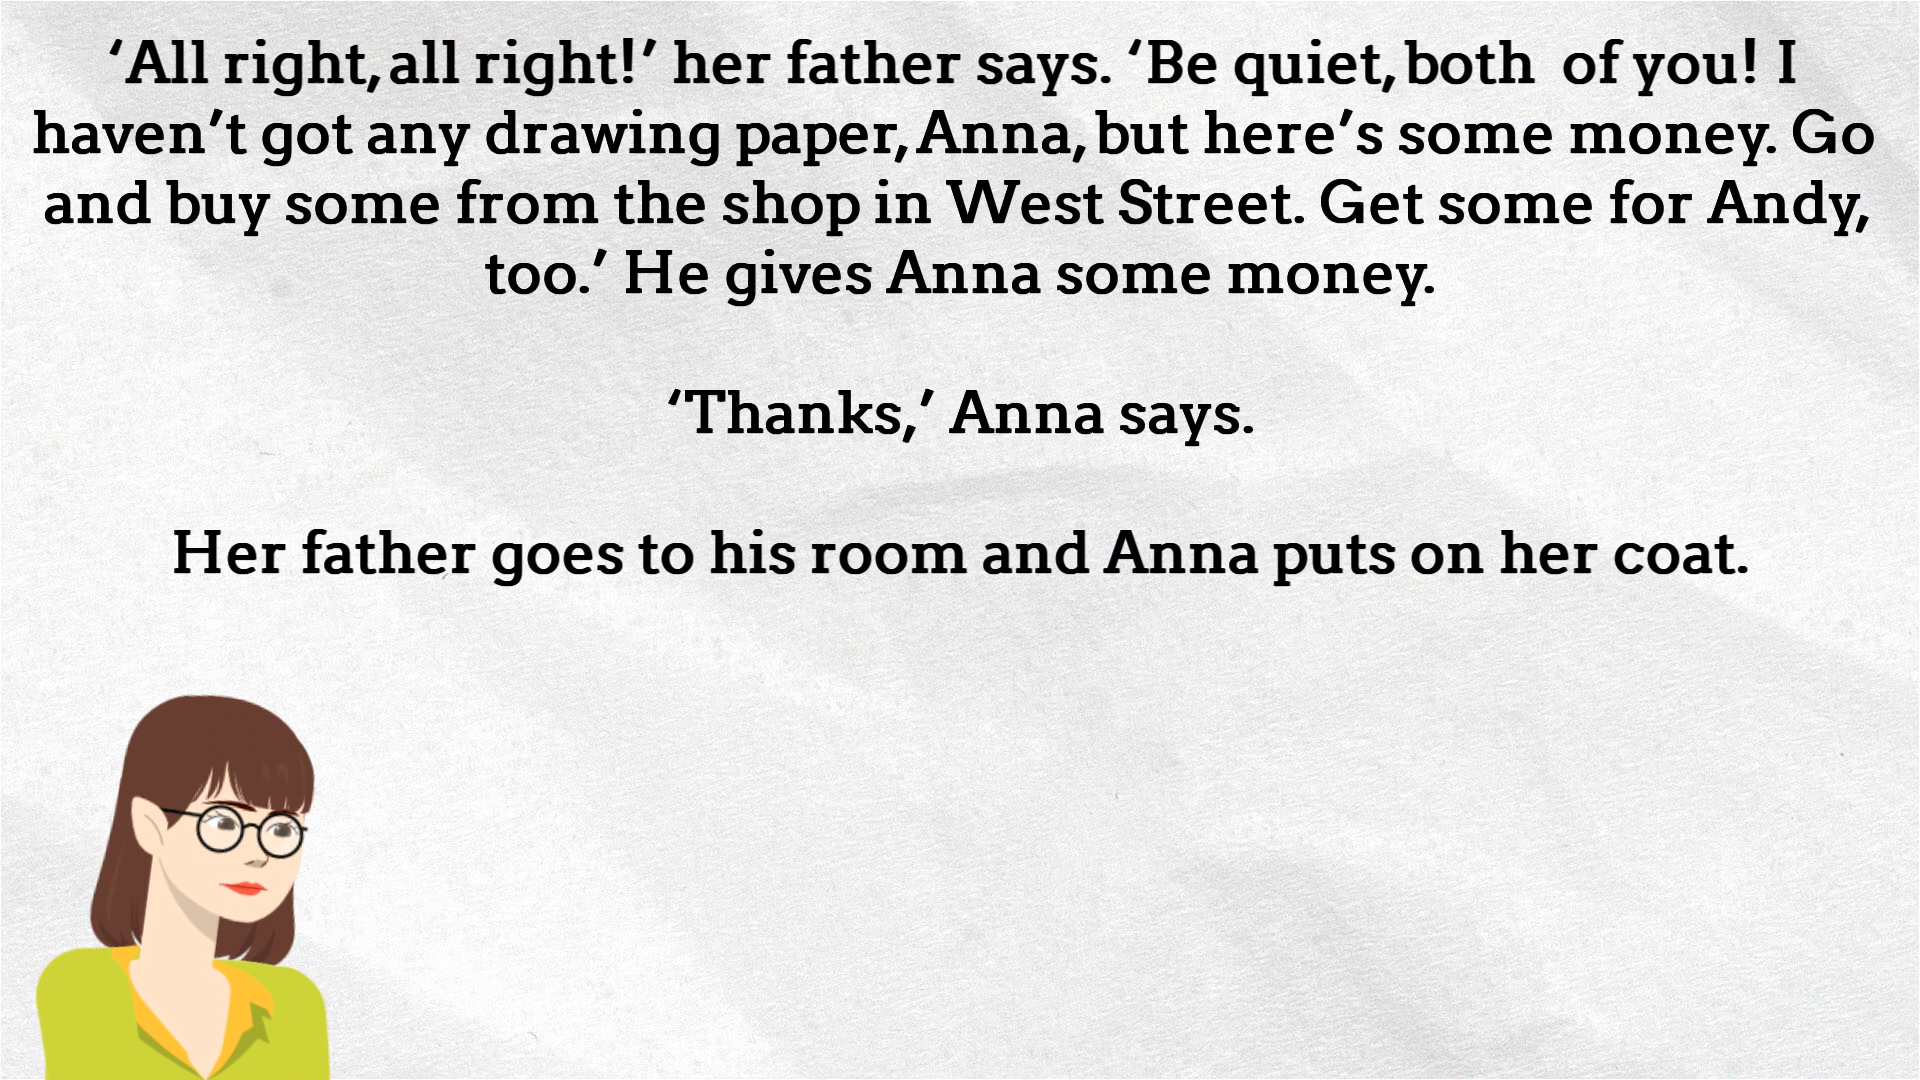 ‘All right, all right!’ her father says. ‘Be quiet, both  of you! I
haven’t got any drawing paper, Anna, but here’s some money. Go
and buy some from the shop in West Street. Get some for Andy,
too.’ He gives Anna some money.
‘Thanks,’ Anna says.
Her father goes to his room and Anna puts on her coat.